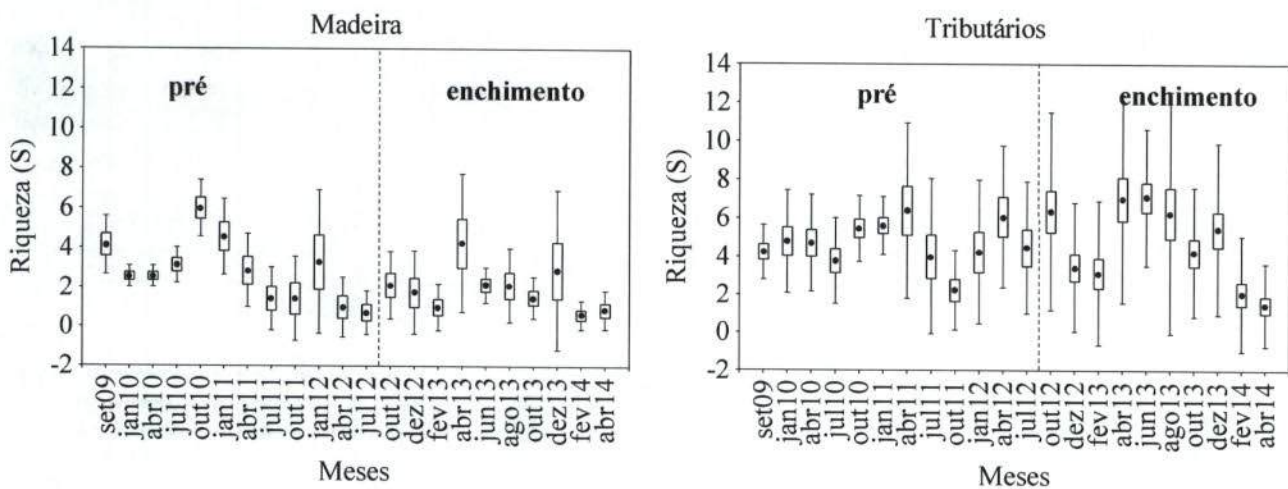 Madeira
14
12
10
8
6
4
2
0
-2
Riqueza (S)
pré
enchimento
set09
jan10
abr10
jul10
out10
jan11
abr11
jul11
out11
jan12
abr12
jul12
out12
dez12
fev13
abr13
jun13
ago13
out13
dez13
fev14
abr14
Meses
Tributários
14
12
10
8
6
4
2
0
-2
Riqueza (S)
pré
enchimento
set09
jan10
abr10
jul10
out10
jan11
abr11
jul11
out11
jan12
abr12
jul12
out12
dez12
fev13
abr13
jun13
ago13
out13
dez13
fev14
abr14
Meses